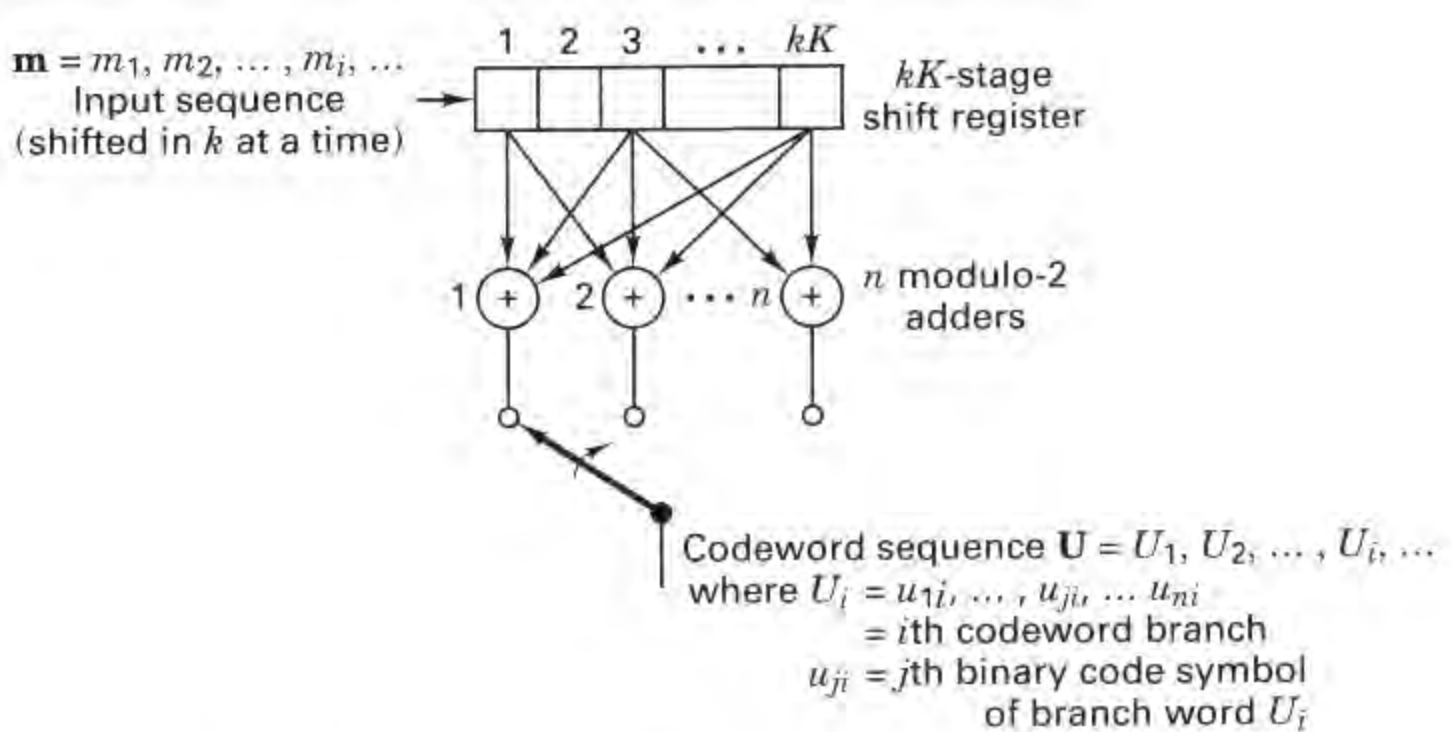 1 2 3 ... kK
m = m1, m2, ... , mi, ...
Input sequence
(shifted in k at a time)
kK-stage
shift register
1 + 2 + ... n +
n modulo-2
adders
Codeword sequence U = U1, U2, ... , Ui, ...
where Ui = u1i, ... , uji, ... uni
= ith codeword branch
uji = jth binary code symbol
of branch word Ui